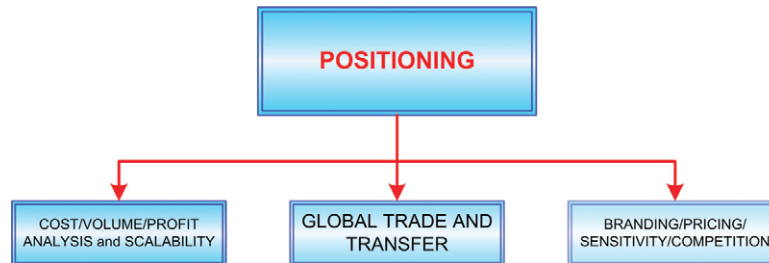 POSITIONING
COST/VOLUME/PROFIT
ANALYSIS and SCALABILITY
GLOBAL TRADE AND
TRANSFER
BRANDING/PRICING/
SENSITIVITY/COMPETITION